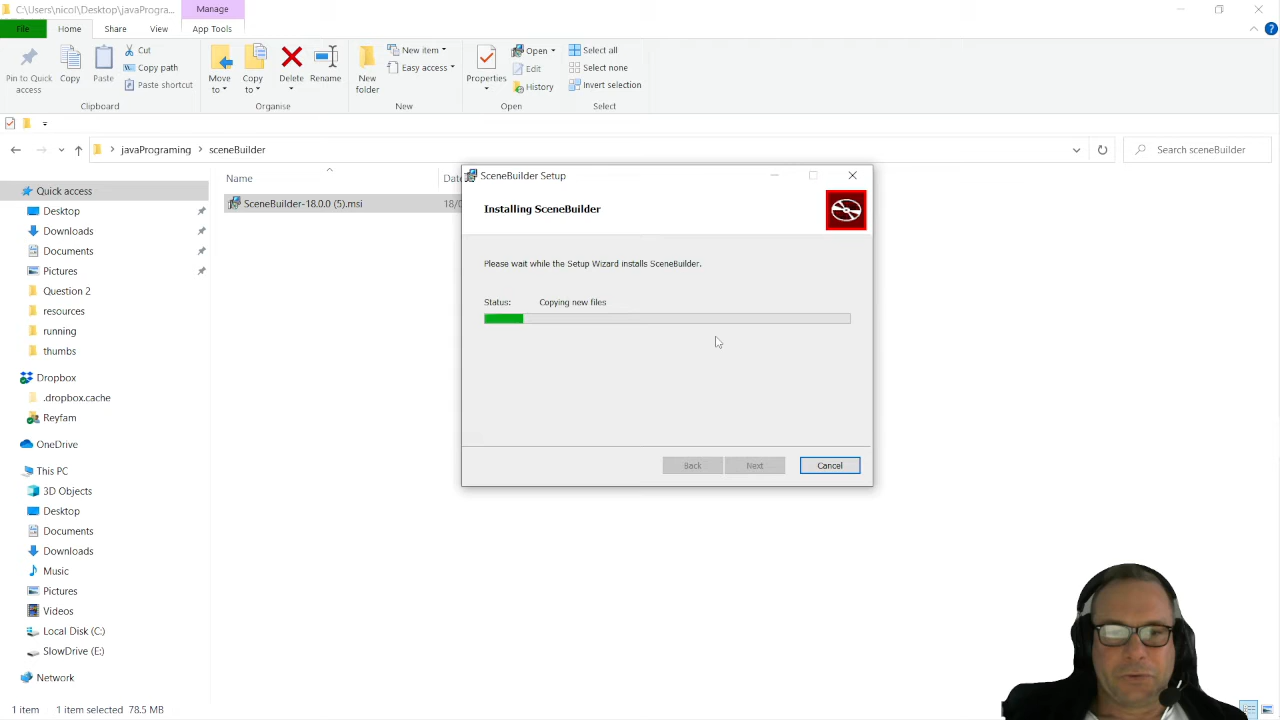 C:\Users\nicol\Desktop\javaPrograming...
Manage
File
Home
Share
View
App Tools
Pin to Quick access
Copy
Paste
Cut
Copy path
Paste shortcut
Clipboard
Move to
Copy to
Delete
Rename
Organise
New folder
New item
Easy access
New
Properties
Open
Edit
History
Open
Select all
Select none
Invert selection
Select
javaPrograming
sceneBuilder
Search sceneBuilder
Name
Quick access
SceneBuilder-18.0.0 (5).msi
18/0
Desktop
Downloads
Documents
Pictures
Question 2
resources
running
thumbs
Dropbox
.dropbox.cache
Reyfam
OneDrive
This PC
3D Objects
Desktop
Documents
Downloads
Music
Pictures
Videos
Local Disk (C:)
SlowDrive (E:)
Network
1 item
1 item selected 78.5 MB
SceneBuilder Setup
Installing SceneBuilder
Please wait while the Setup Wizard installs SceneBuilder.
Status: Copying new files
Back
Next
Cancel